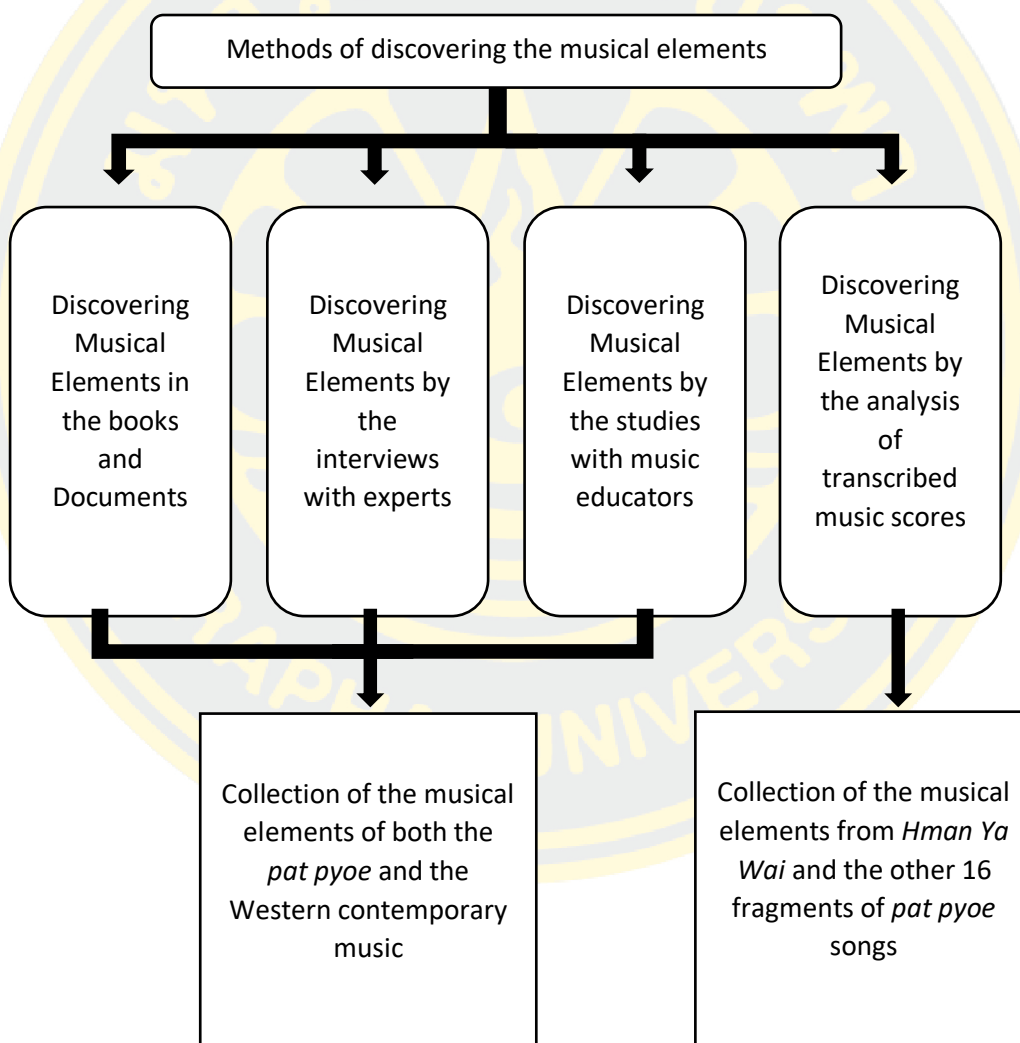 Methods of discovering the musical elements
Discovering
Musical
Elements in
the books
and
Documents
Discovering
Musical
Elements by
the
interviews
with experts
Discovering
Musical
Elements by
the studies
with music
educators
Discovering
Musical
Elements by
the analysis
of
transcribed
music scores
Collection of the musical
elements of both the
pat pyoe and the
Western contemporary
music
Collection of the musical
elements from Hman Ya
Wai and the other 16
fragments of pat pyoe
songs